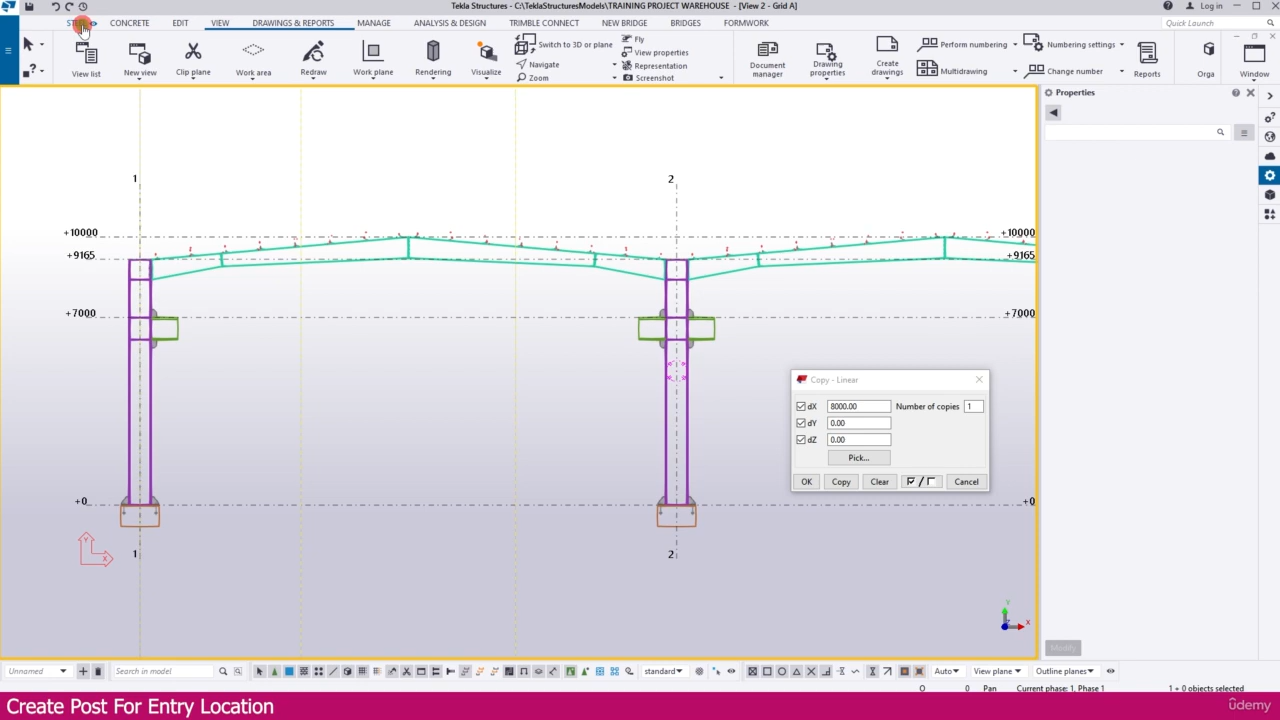 Tekla Structures - C:\TeklaStructuresModels\TRAINING PROJECT WAREHOUSE - [View 2 - Grid A]
Log in
CONCRETE EDIT VIEW DRAWINGS & REPORTS MANAGE ANALYSIS & DESIGN TRIMBLE CONNECT NEW BRIDGE BRIDGES FORMWORK
Quick Launch
View list New view Clip plane Work area Redraw Work plane Rendering Visualize
Switch to 3D or plane
Navigate
Zoom
Fly
View properties
Representation
Screenshot
Document manager
Drawing properties
Create drawings
Perform numbering
Multidrawing
Numbering settings
Change number
Reports
Orga
Window
Properties
1 2
+10000 +10000
+9165 +9165
+7000 +7000
Copy - Linear
dX 8000.00 Number of copies 1
dY 0.00
dZ 0.00
Pick...
OK Copy Clear / Cancel
+0 +0
Y
X
1 2
Y
X
Modify
Unnamed Search in model standard Auto View plane Outline planes
O 0 Pan Current phase: 1, Phase 1 1 + 0 objects selected
Create Post For Entry Location
ûdemy